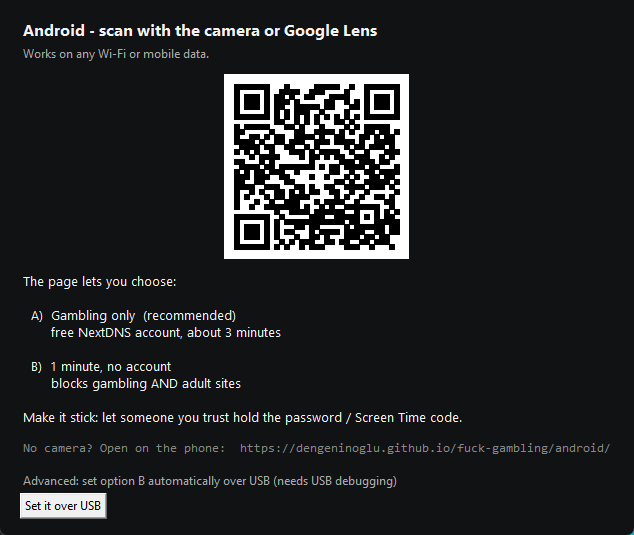 Android - scan with the camera or Google Lens
Works on any Wi-Fi or mobile data.
The page lets you choose:
A) Gambling only (recommended)
free NextDNS account, about 3 minutes
B) 1 minute, no account
blocks gambling AND adult sites
Make it stick: let someone you trust hold the password / Screen Time code.
No camera? Open on the phone: https://dengeninoglu.github.io/fuck-gambling/android/
Advanced: set option B automatically over USB (needs USB debugging)
Set it over USB